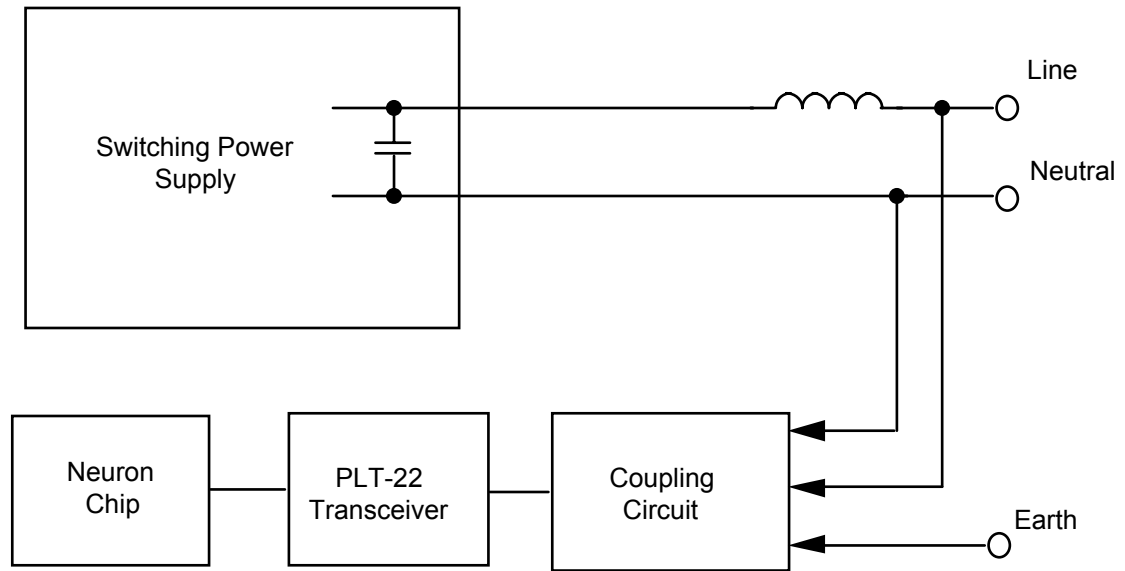 Line
Switching Power
Supply
Neutral
Neuron
Chip
PLT-22
Transceiver
Coupling
Circuit
Earth